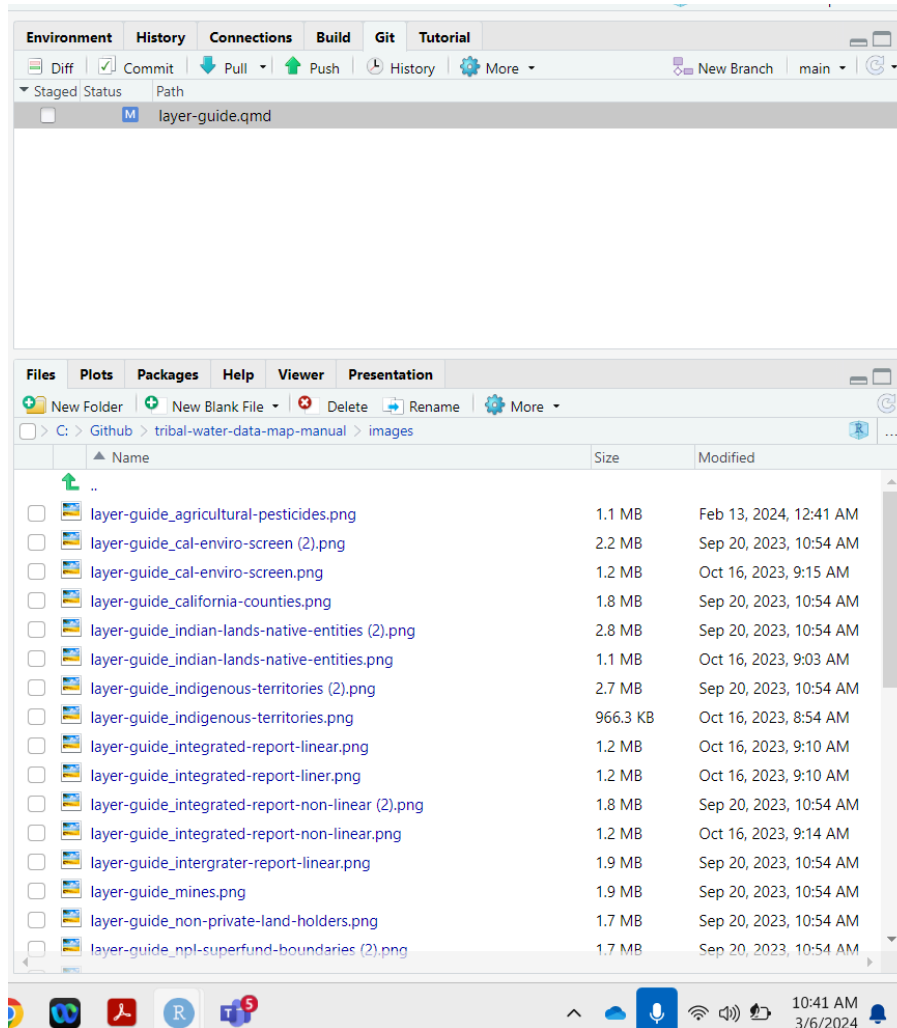 Environment History Connections Build Git Tutorial
Diff Commit Pull Push History More New Branch main
Staged Status Path
M layer-guide.qmd
Files Plots Packages Help Viewer Presentation
New Folder New Blank File Delete Rename More
C: > Github > tribal-water-data-map-manual > images R ...
Name Size Modified
..
layer-guide_agricultural-pesticides.png 1.1 MB Feb 13, 2024, 12:41 AM
layer-guide_cal-enviro-screen (2).png 2.2 MB Sep 20, 2023, 10:54 AM
layer-guide_cal-enviro-screen.png 1.2 MB Oct 16, 2023, 9:15 AM
layer-guide_california-counties.png 1.8 MB Sep 20, 2023, 10:54 AM
layer-guide_indian-lands-native-entities (2).png 2.8 MB Sep 20, 2023, 10:54 AM
layer-guide_indian-lands-native-entities.png 1.1 MB Oct 16, 2023, 9:03 AM
layer-guide_indigenous-territories (2).png 2.7 MB Sep 20, 2023, 10:54 AM
layer-guide_indigenous-territories.png 966.3 KB Oct 16, 2023, 8:54 AM
layer-guide_integrated-report-linear.png 1.2 MB Oct 16, 2023, 9:10 AM
layer-guide_integrated-report-liner.png 1.2 MB Oct 16, 2023, 9:10 AM
layer-guide_integrated-report-non-linear (2).png 1.8 MB Sep 20, 2023, 10:54 AM
layer-guide_integrated-report-non-linear.png 1.2 MB Oct 16, 2023, 9:14 AM
layer-guide_intergrater-report-linear.png 1.9 MB Sep 20, 2023, 10:54 AM
layer-guide_mines.png 1.9 MB Sep 20, 2023, 10:54 AM
layer-guide_non-private-land-holders.png 1.7 MB Sep 20, 2023, 10:54 AM
layer-guide_npl-superfund-boundaries (2).png 1.7 MB Sep 20, 2023, 10:54 AM
R T 5 10:41 AM
3/6/2024